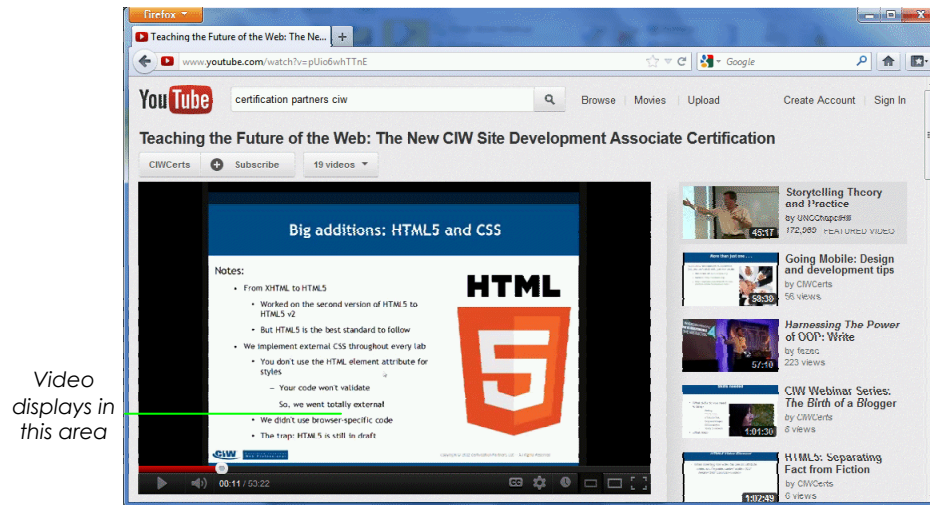 Firefox
Teaching the Future of the Web: The Ne...
www.youtube.com/watch?v=pUio6whTTnE
Google
YouTube
certification partners ciw
Browse | Movies | Upload
Create Account | Sign In
Teaching the Future of the Web: The New CIW Site Development Associate Certification
CIWCerts
Subscribe
19 videos
Big additions: HTML5 and CSS
Notes:
• From XHTML to HTML5
• Worked on the second version of HTML5 to
HTML5 v2
• But HTML5 is the best standard to follow
• We implement external CSS throughout every lab
• You don't use the HTML element attribute for
styles
– Your code won't validate
So, we went totally external
• We didn't use browser-specific code
• The trap: HTML5 is still in draft
HTML
5
CIW
00:11 / 53:22
CC
Video
displays in
this area
Storytelling Theory
and Practice
by UNCChapelHill
172,989 FEATURED VIDEO
45:17
Going Mobile: Design
and development tips
by CIWCerts
56 views
53:30
Harnessing The Power
of OOP: Write
by fazec
223 views
57:10
CIW Webinar Series:
The Birth of a Blogger
by CIWCerts
8 views
1:01:30
HTML5: Separating
Fact from Fiction
by CIWCerts
6 views
1:02:49